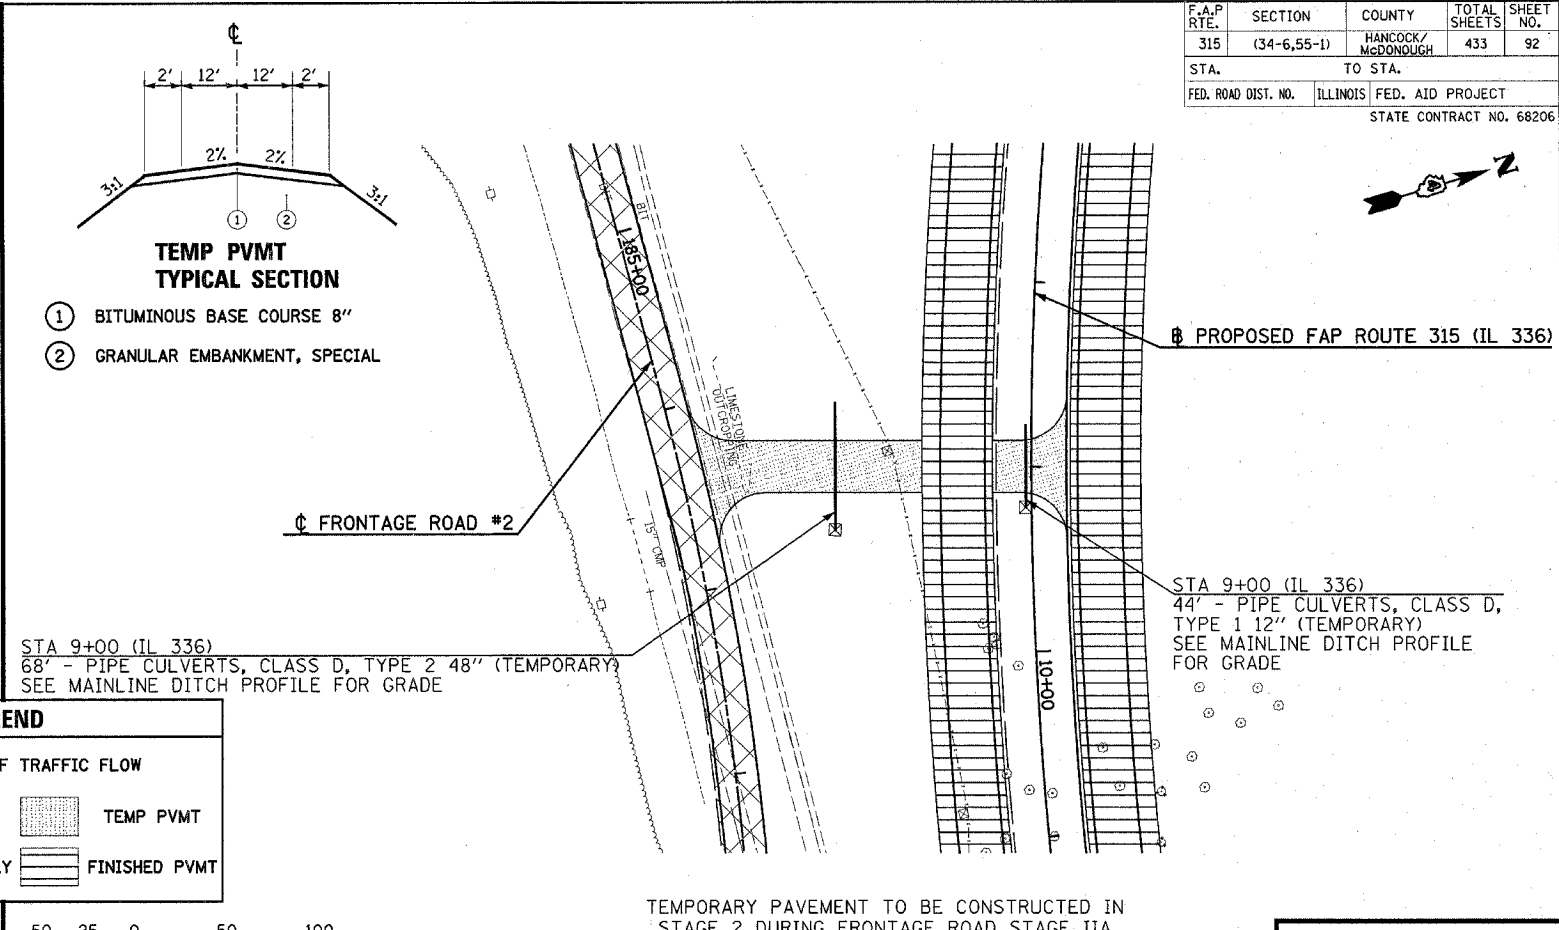 F.A.P RTE. SECTION COUNTY TOTAL SHEETS SHEET NO.
315 (34-6,55-1) HANCOCK/ McDONOUGH 433 92
STA. TO STA.
FED. ROAD DIST. NO. ILLINOIS FED. AID PROJECT
STATE CONTRACT NO. 68206
℄
2' 12' 12' 2'
2% 2%
3:1 3:1
1 2
TEMP PVMT
TYPICAL SECTION
1 BITUMINOUS BASE COURSE 8"
2 GRANULAR EMBANKMENT, SPECIAL
N
BIT
185+00
LIMESTONE
OUTCROPPING
PROPOSED FAP ROUTE 315 (IL 336)
℄ FRONTAGE ROAD #2
15" CMP
STA 9+00 (IL 336)
44' - PIPE CULVERTS, CLASS D,
TYPE 1 12" (TEMPORARY)
SEE MAINLINE DITCH PROFILE
FOR GRADE
STA 9+00 (IL 336)
68' - PIPE CULVERTS, CLASS D, TYPE 2 48" (TEMPORARY)
SEE MAINLINE DITCH PROFILE FOR GRADE
110+00
END
F TRAFFIC FLOW
TEMP PVMT
Y FINISHED PVMT
50 25 0 50 100
TEMPORARY PAVEMENT TO BE CONSTRUCTED IN
STAGE 2 DURING FRONTAGE ROAD STAGE IIA